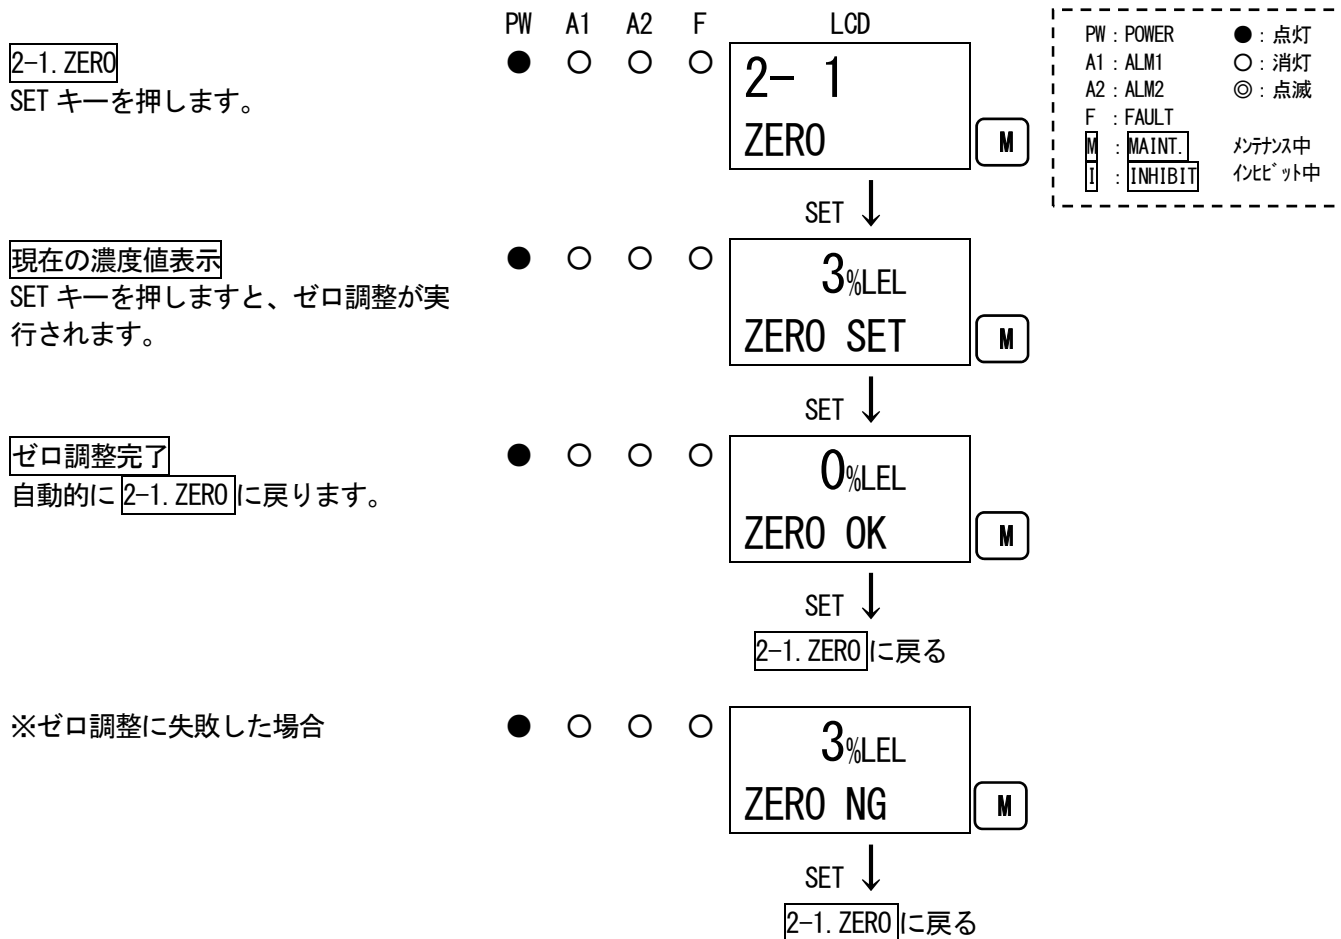 PW A1 A2 F LCD
PW : POWER ● : 点灯
A1 : ALM1 ○ : 消灯
A2 : ALM2 ◎ : 点滅
F : FAULT
M : MAINT. ﾒﾝﾃﾅﾝｽ中
I : INHIBIT ｲﾝﾋﾋﾞｯﾄ中
2-1. ZERO
● ○ ○ ○
SET キーを押します。
2- 1
ZERO
M
SET ↓
現在の濃度値表示
● ○ ○ ○
SET キーを押しますと、ゼロ調整が実
行されます。
3%LEL
ZERO SET
M
SET ↓
ゼロ調整完了
● ○ ○ ○
自動的に 2-1. ZERO に戻ります。
0%LEL
ZERO OK
M
SET ↓
2-1. ZERO に戻る
※ゼロ調整に失敗した場合
● ○ ○ ○
3%LEL
ZERO NG
M
SET ↓
2-1. ZERO に戻る